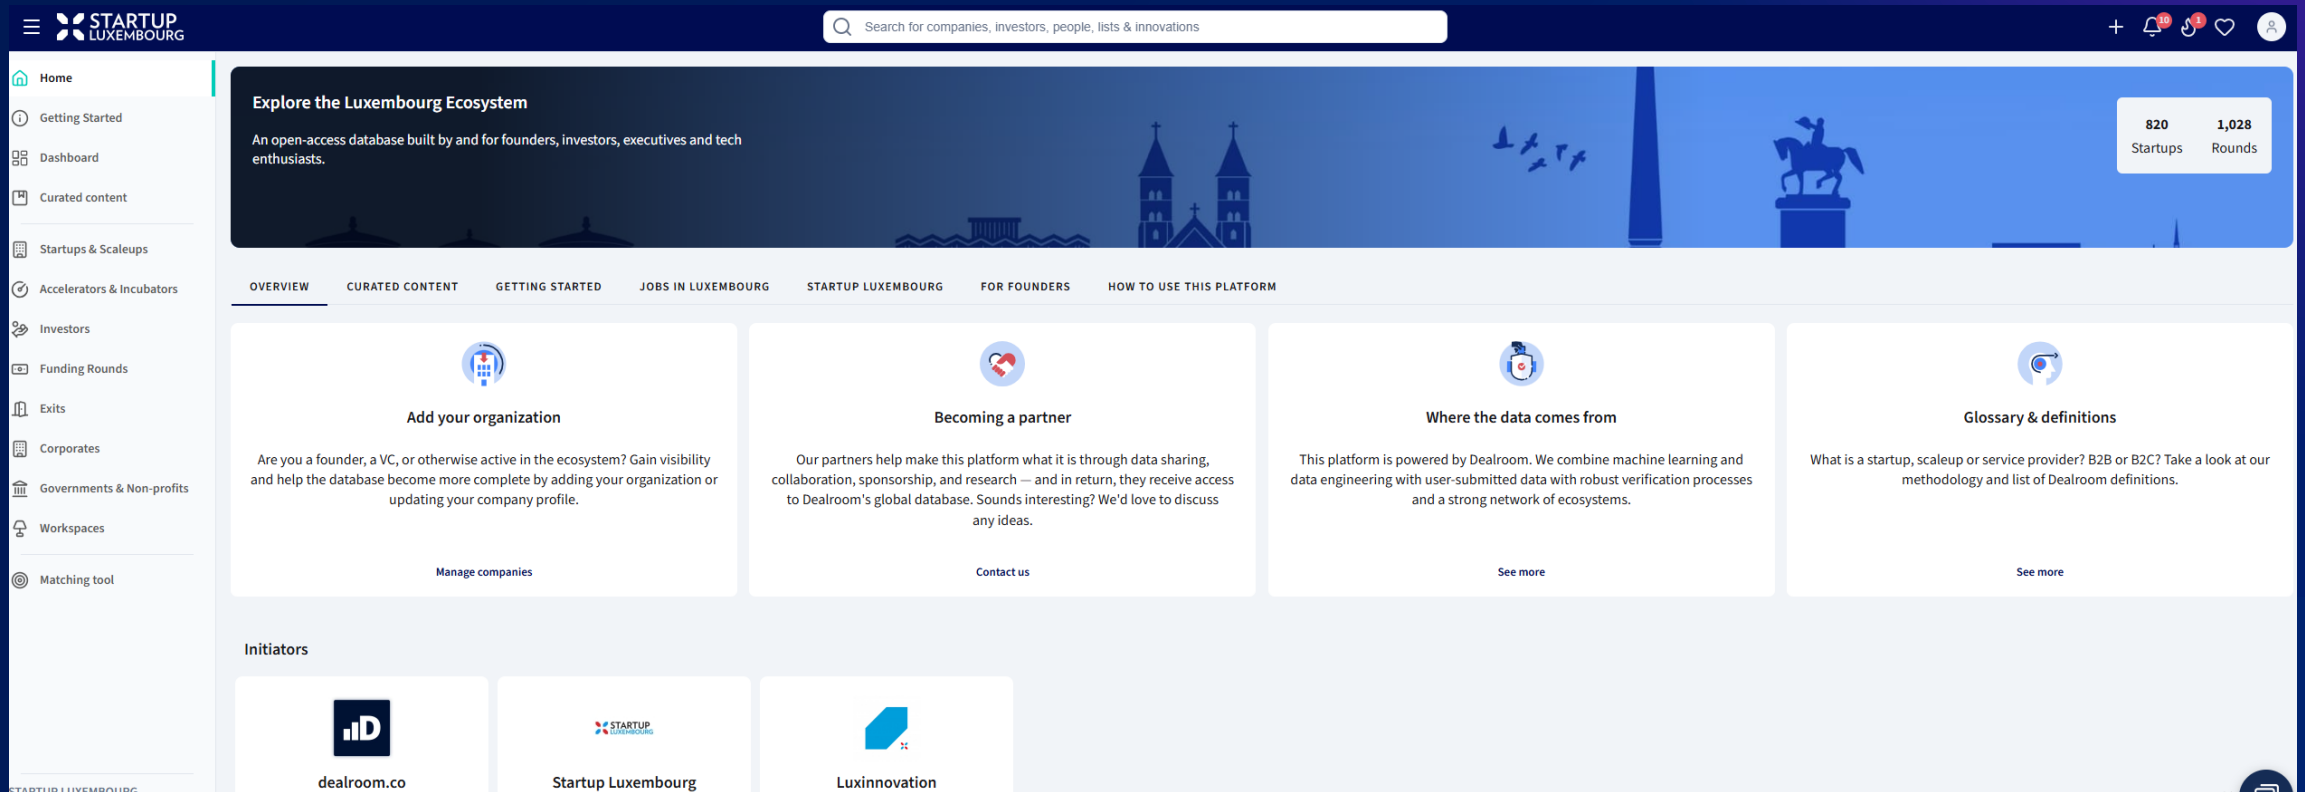 STARTUP
LUXEMBOURG
Search for companies, investors, people, lists & innovations
10
1
Home
Getting Started
Dashboard
Curated content
Startups & Scaleups
Accelerators & Incubators
Investors
Funding Rounds
Exits
Corporates
Governments & Non-profits
Workspaces
Matching tool
STARTUP LUXEMBOURG
Explore the Luxembourg Ecosystem
An open-access database built by and for founders, investors, executives and tech
enthusiasts.
820
Startups
1,028
Rounds
OVERVIEW
CURATED CONTENT
GETTING STARTED
JOBS IN LUXEMBOURG
STARTUP LUXEMBOURG
FOR FOUNDERS
HOW TO USE THIS PLATFORM
Add your organization
Are you a founder, a VC, or otherwise active in the ecosystem? Gain visibility
and help the database become more complete by adding your organization or
updating your company profile.
Manage companies
Becoming a partner
Our partners help make this platform what it is through data sharing,
collaboration, sponsorship, and research — and in return, they receive access
to Dealroom's global database. Sounds interesting? We'd love to discuss
any ideas.
Contact us
Where the data comes from
This platform is powered by Dealroom. We combine machine learning and
data engineering with user-submitted data with robust verification processes
and a strong network of ecosystems.
See more
Glossary & definitions
What is a startup, scaleup or service provider? B2B or B2C? Take a look at our
methodology and list of Dealroom definitions.
See more
Initiators
D
dealroom.co
STARTUP
LUXEMBOURG
Startup Luxembourg
Luxinnovation